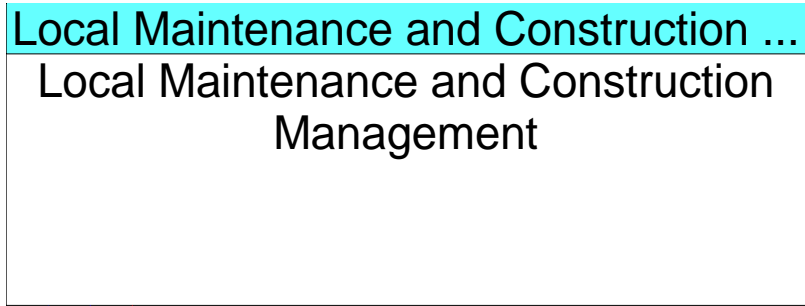 Local Maintenance and Construction ...
Local Maintenance and Construction
Management